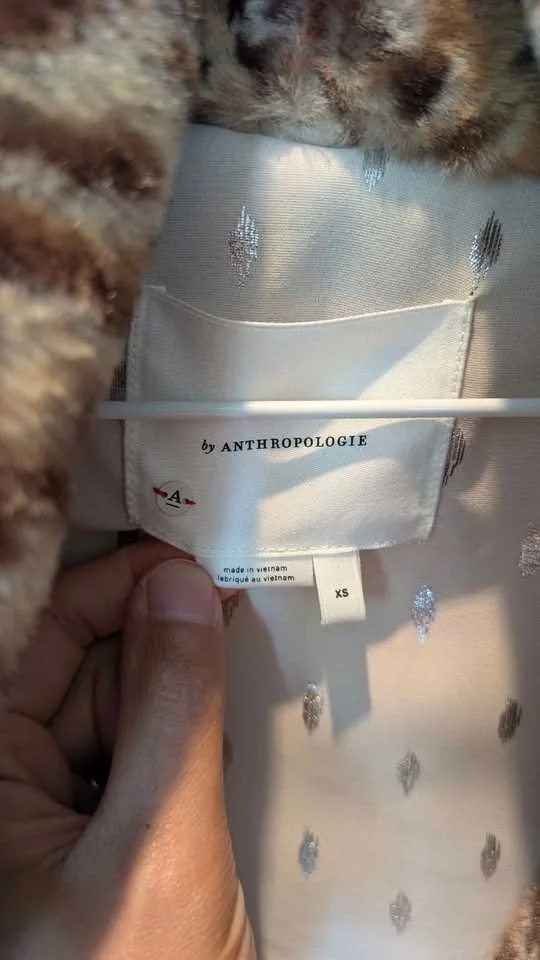 by ANTHROPOLOGIE
A
made in vietnam
fabriqué au vietnam
XS